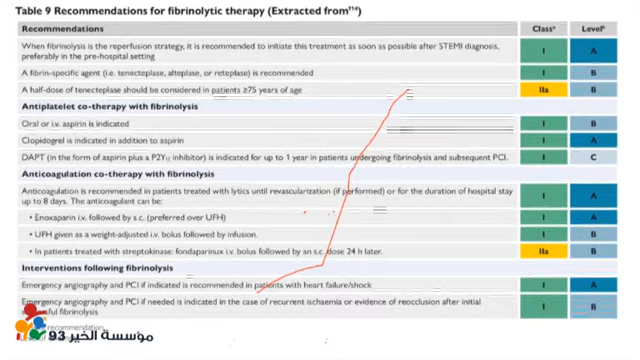 Table 9 Recommendations for fibrinolytic therapy (Extracted from³¹⁴)
Recommendations Classᵃ Levelᵇ
When fibrinolysis is the reperfusion strategy, it is recommended to initiate this treatment as soon as possible after STEMI diagnosis,
preferably in the pre-hospital setting I A
A fibrin-specific agent (i.e. tenecteplase, alteplase, or reteplase) is recommended I B
A half-dose of tenecteplase should be considered in patients ≥75 years of age IIa B
Antiplatelet co-therapy with fibrinolysis
Oral or i.v. aspirin is indicated I B
Clopidogrel is indicated in addition to aspirin I A
DAPT (in the form of aspirin plus a P2Y₁₂ inhibitor) is indicated for up to 1 year in patients undergoing fibrinolysis and subsequent PCI. I C
Anticoagulation co-therapy with fibrinolysis
Anticoagulation is recommended in patients treated with lytics until revascularization (if performed) or for the duration of hospital stay
up to 8 days. The anticoagulant can be: I A
• Enoxaparin i.v. followed by s.c. (preferred over UFH) I A
• UFH given as a weight-adjusted i.v. bolus followed by infusion. I B
• In patients treated with streptokinase: fondaparinux i.v. bolus followed by an s.c. dose 24 h later. IIa B
Interventions following fibrinolysis
Emergency angiography and PCI if indicated is recommended in patients with heart failure/shock I A
Emergency angiography and PCI if needed is indicated in the case of recurrent ischaemia or evidence of reocclusion after initial
fibrinolysis I B
recommendation.
مؤسسة الخير 93